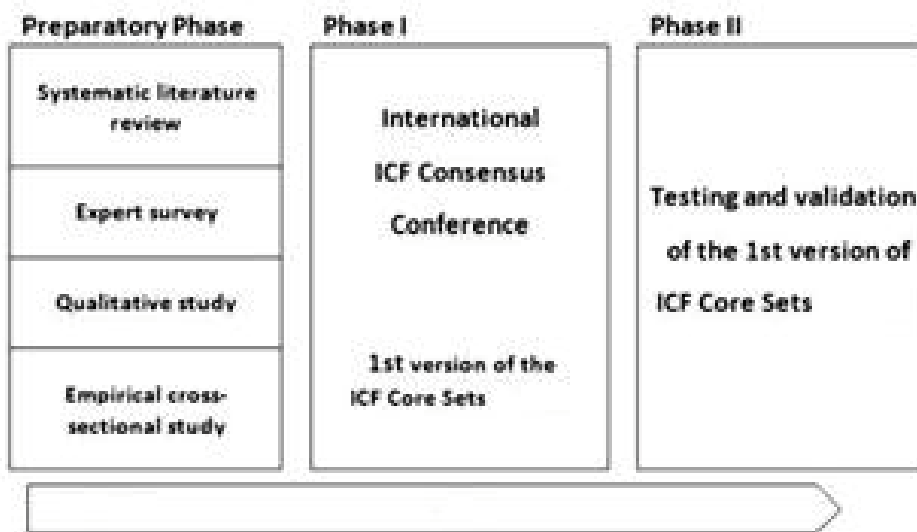 Preparatory Phase
Systematic literature
review
Expert survey
Qualitative study
Empirical cross-
sectional study
Phase I
International
ICF Consensus
Conference
1st version of the
ICF Core Sets
Phase II
Testing and validation
of the 1st version of
ICF Core Sets